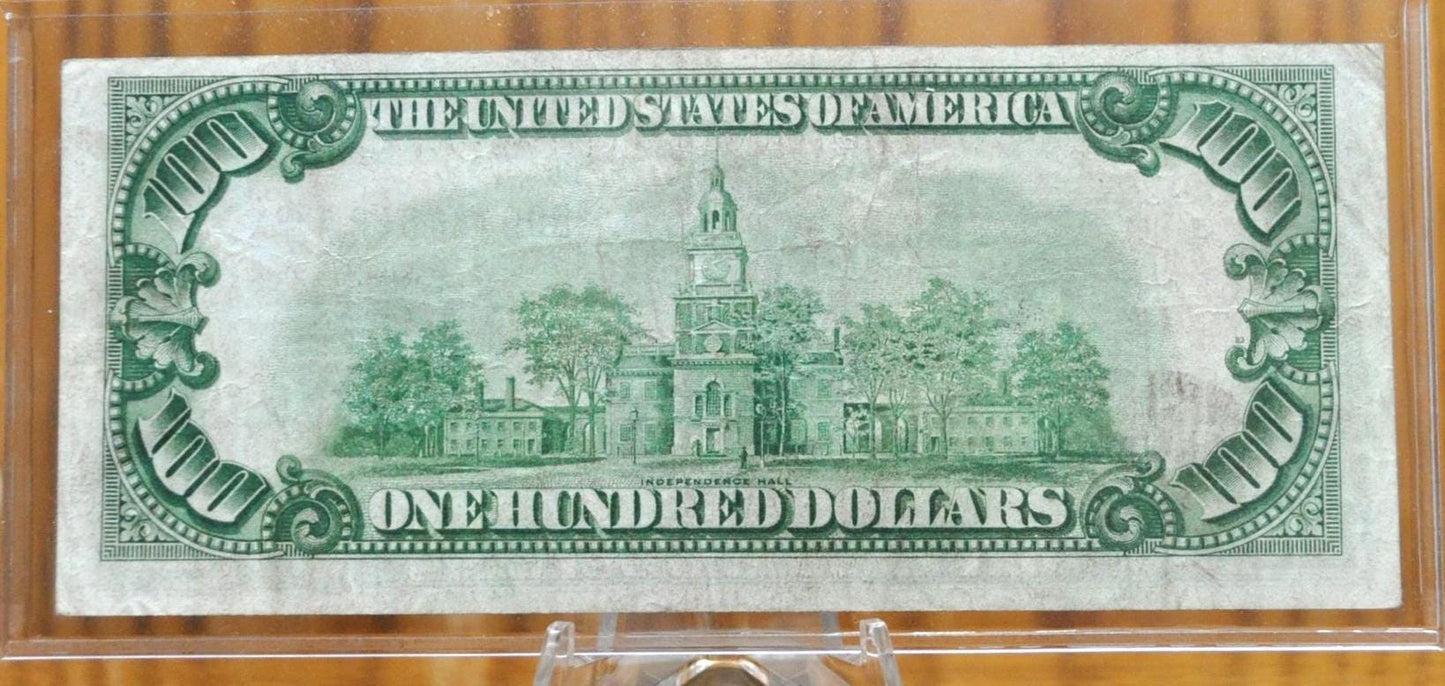 THE UNITED STATES OF AMERICA
100 100
INDEPENDENCE HALL
100 100
ONE HUNDRED DOLLARS